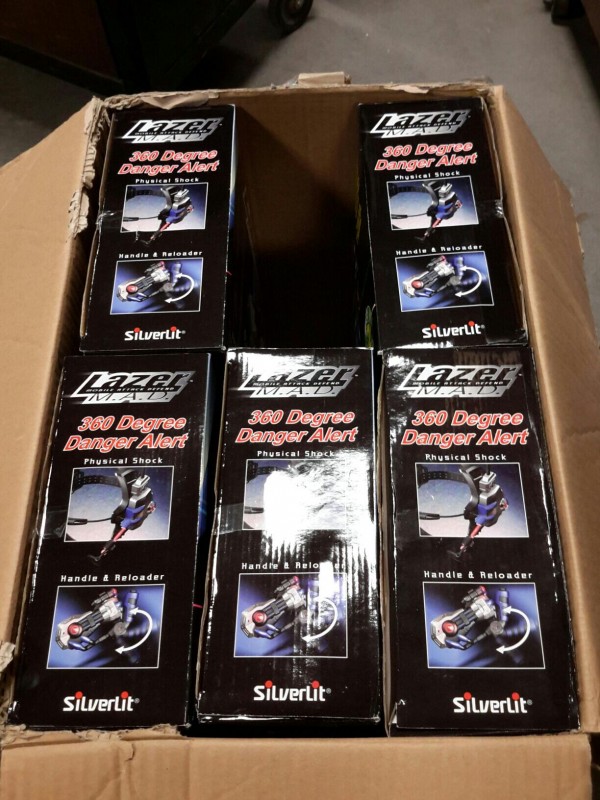 Lazer
MOBILE ATTACK DEFEND
M.A.D.
360 Degree
Danger Alert
Physical Shock
Handle & Reloader
SiLverLit®
Lazer
M.A.D.
360 Degree
Danger Alert
Physical Shock
Handle & Reloader
SiLverLit®
Lazer
MOBILE ATTACK DEFEND
M.A.D.
360 Degree
Danger Alert
Physical Shock
Handle & Reloader
SiLverLit®
Lazer
MOBILE ATTACK DEFEND
M.A.D.
360 Degree
Danger Alert
Physical Shock
Handle & Reloader
SiLverLit®
Lazer
MOBILE ATTACK DEFEND
M.A.D.
360 Degree
Danger Alert
Physical Shock
Handle & Reloader
SiLverLit®